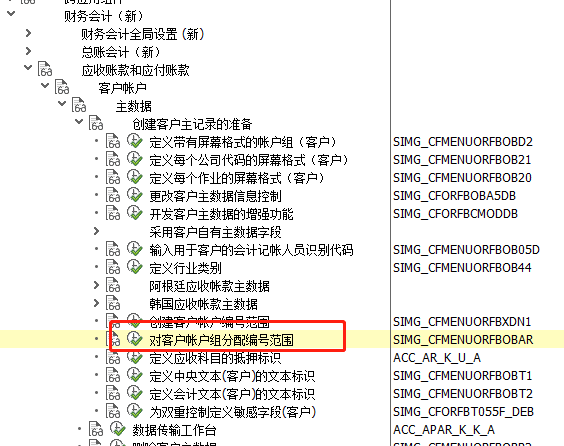 跨应用组件
财务会计（新）
财务会计全局设置（新）
总账会计（新）
应收账款和应付账款
客户帐户
主数据
创建客户主记录的准备
定义带有屏幕格式的帐户组（客户） SIMG_CFMENUORFBOBD2
定义每个公司代码的屏幕格式（客户） SIMG_CFMENUORFBOB21
定义每个作业的屏幕格式（客户） SIMG_CFMENUORFBOB20
更改客户主数据信息控制 SIMG_CFORFBOBA5DB
开发客户主数据的增强功能 SIMG_CFORFBCMODDB
采用客户自有主数据字段
输入用于客户的会计记帐人员识别代码 SIMG_CFMENUORFBOB05D
定义行业类别 SIMG_CFMENUORFBOB44
阿根廷应收帐款主数据
韩国应收帐款主数据
创建客户帐户编号范围 SIMG_CFMENUORFBXDN1
对客户帐户组分配编号范围 SIMG_CFMENUORFBOBAR
定义应收科目的抵押标识 ACC_AR_K_U_A
定义中央文本(客户)的文本标识 SIMG_CFMENUORFBOBT1
定义会计文本(客户)的文本标识 SIMG_CFMENUORFBOBT2
为双重控制定义敏感字段(客户) SIMG_CFORFBT055F_DEB
数据传输工作台 ACC_APAR_K_K_A
删除客户主数据